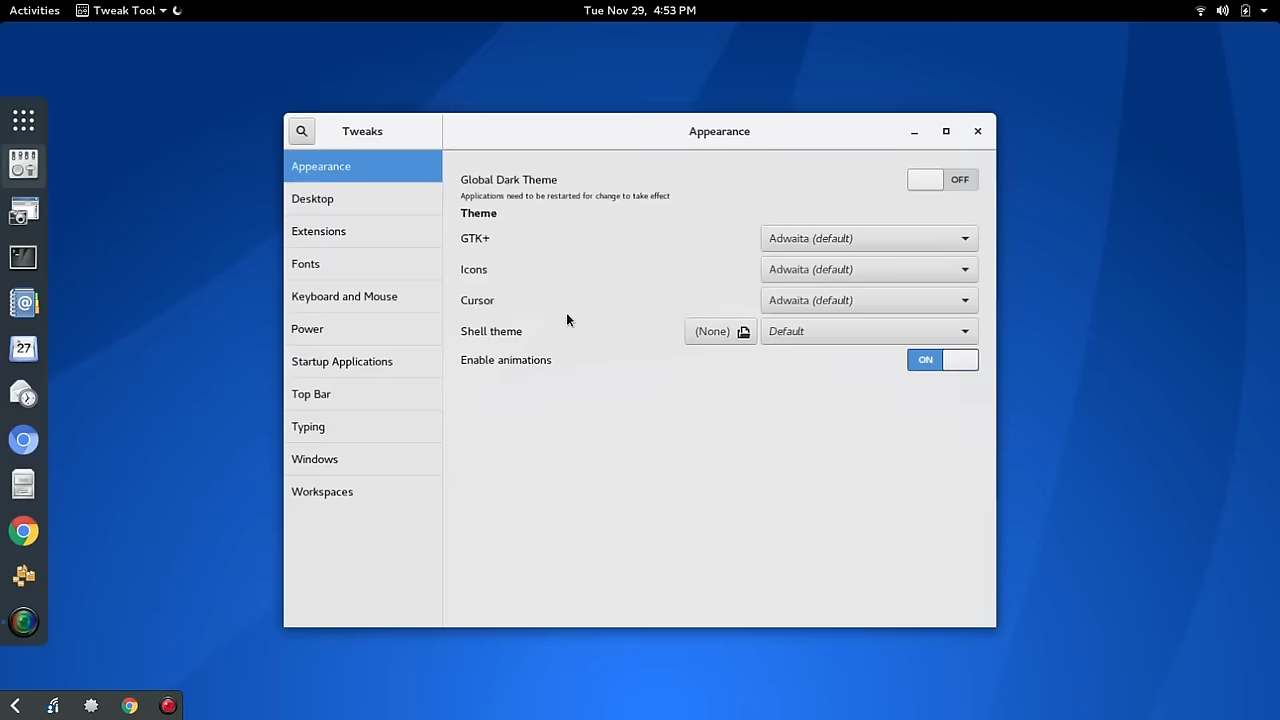 Activities
Tweak Tool
Tue Nov 29, 4:53 PM
27
Tweaks
Appearance
Appearance
Desktop
Extensions
Fonts
Keyboard and Mouse
Power
Startup Applications
Top Bar
Typing
Windows
Workspaces
Global Dark Theme
OFF
Applications need to be restarted for change to take effect
Theme
GTK+
Adwaita (default)
Icons
Adwaita (default)
Cursor
Adwaita (default)
Shell theme
(None)
Default
Enable animations
ON